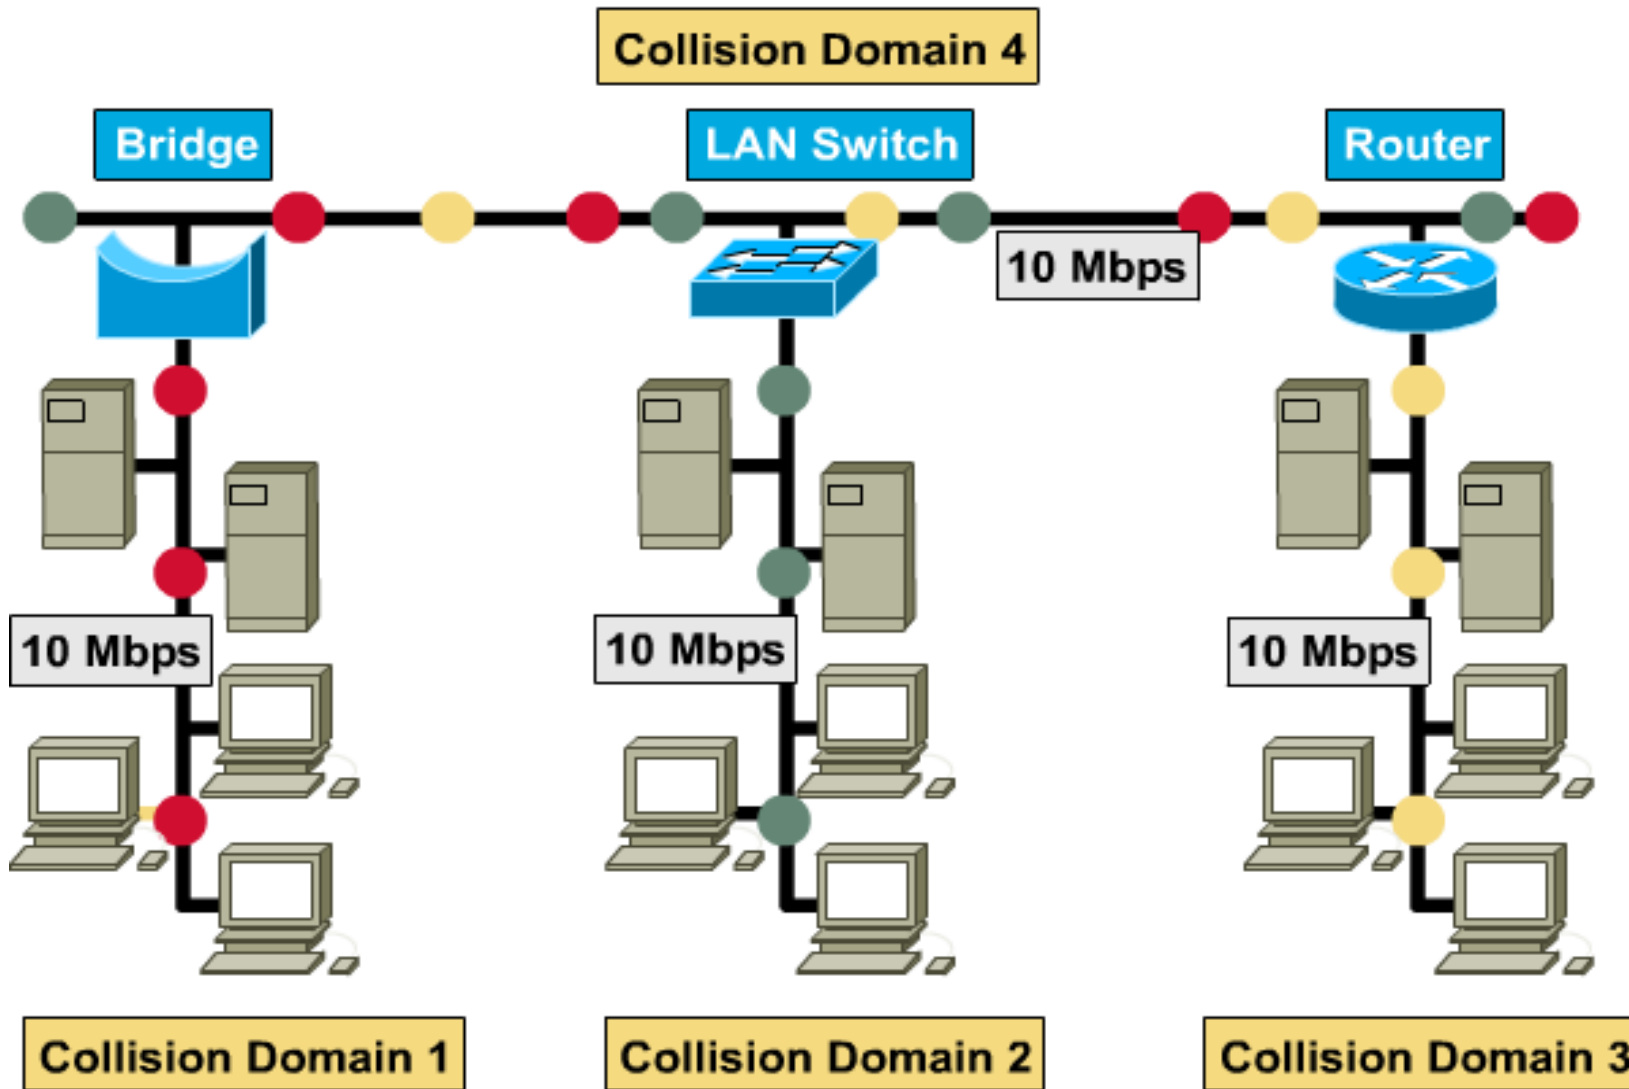 Collision Domain 4
Bridge
LAN Switch
Router
10 Mbps
10 Mbps
10 Mbps
10 Mbps
Collision Domain 1
Collision Domain 2
Collision Domain 3